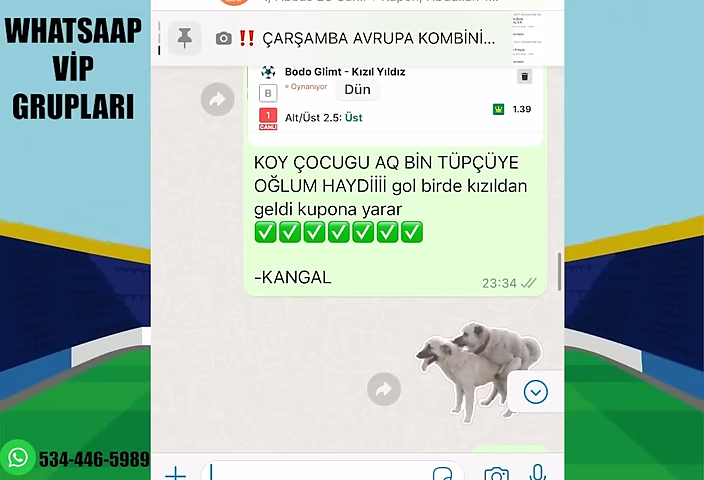 WHATSAAP
VİP
GRUPLARI
‼️ ÇARŞAMBA AVRUPA KOMBİNİ...
Bodo Glimt - Kızıl Yıldız
Oynanıyor
Dün
B
1
CANLI
Alt/Üst 2.5: Üst
1.39
KOY ÇOCUGU AQ BİN TÜPÇÜYE
OĞLUM HAYDİİİİ gol birde kızıldan
geldi kupona yarar
✅✅✅✅✅✅✅
-KANGAL
23:34
534-446-5989